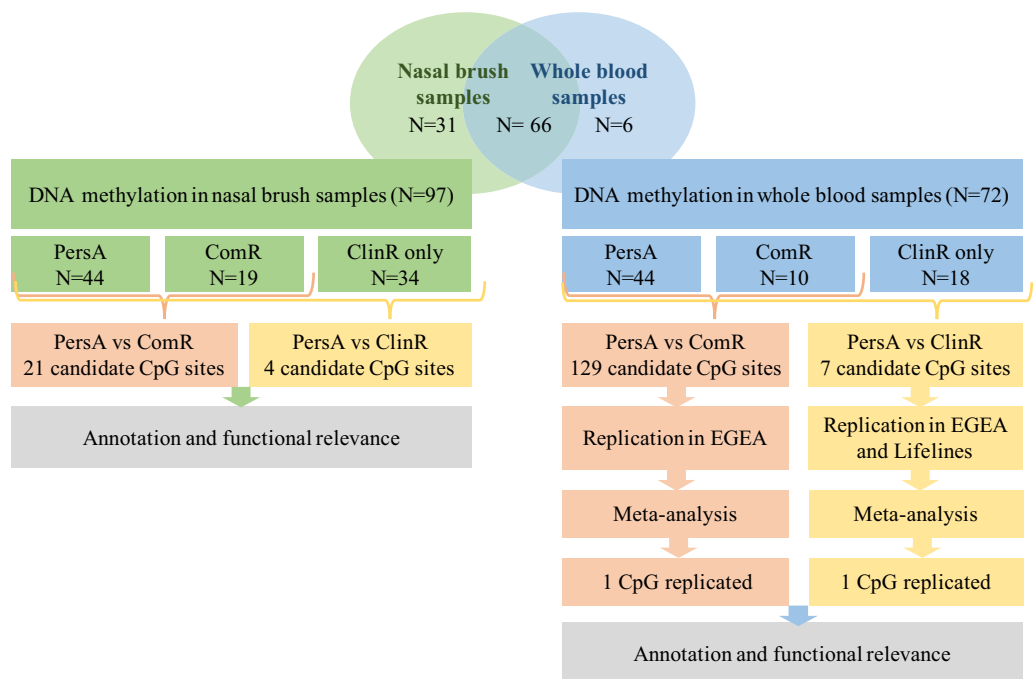 Nasal brush
samples
Whole blood
samples
N=31
N= 66
N=6
DNA methylation in nasal brush samples (N=97)
PersA
N=44
ComR
N=19
ClinR only
N=34
PersA vs ComR
21 candidate CpG sites
PersA vs ClinR
4 candidate CpG sites
Annotation and functional relevance
DNA methylation in whole blood samples (N=72)
PersA
N=44
ComR
N=10
ClinR only
N=18
PersA vs ComR
129 candidate CpG sites
PersA vs ClinR
7 candidate CpG sites
Replication in EGEA
Replication in EGEA
and Lifelines
Meta-analysis
Meta-analysis
1 CpG replicated
1 CpG replicated
Annotation and functional relevance